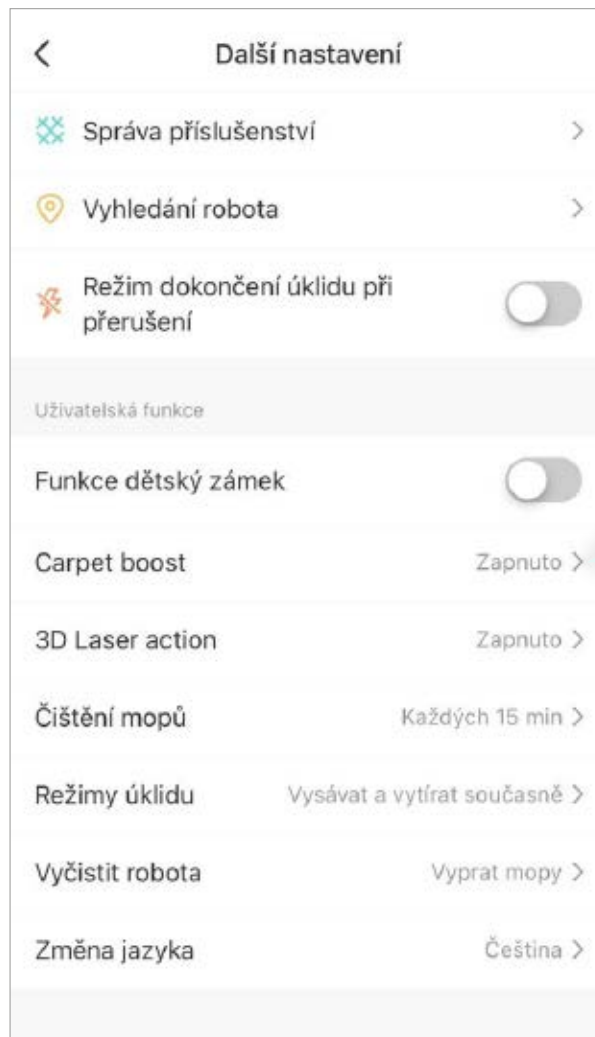 Další nastavení
Správa příslušenství
Vyhledání robota
Režim dokončení úklidu při
přerušení
Uživatelská funkce
Funkce dětský zámek
Carpet boost Zapnuto
3D Laser action Zapnuto
Čištění mopů Každých 15 min
Režimy úklidu Vysávat a vytírat současně
Vyčistit robota Vyprat mopy
Změna jazyka Čeština